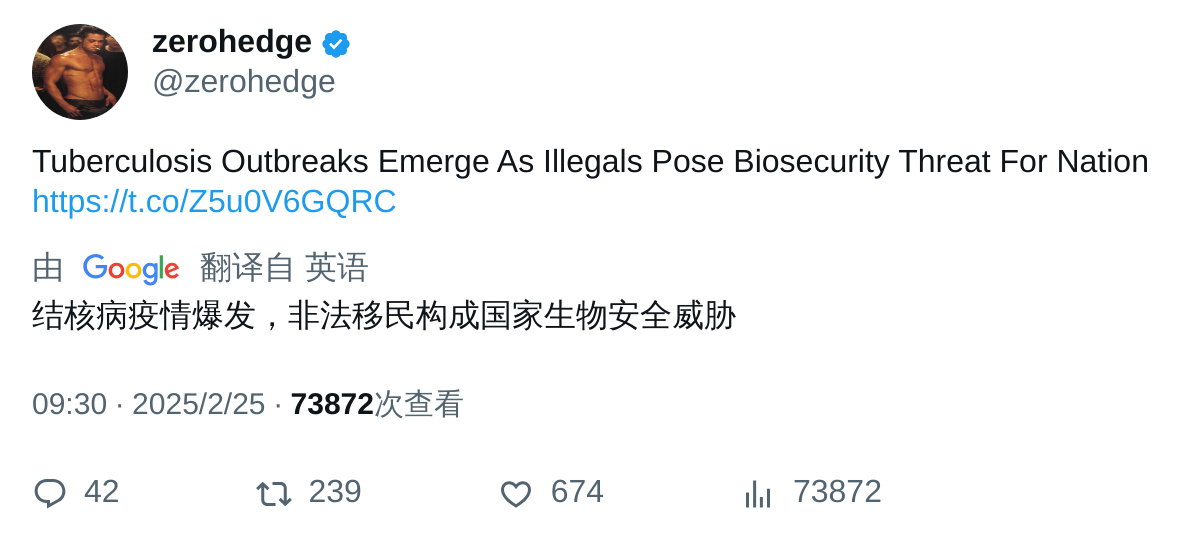 zerohedge
@zerohedge
Tuberculosis Outbreaks Emerge As Illegals Pose Biosecurity Threat For Nation
https://t.co/Z5u0V6GQRC
由 Google 翻译自 英语
结核病疫情爆发，非法移民构成国家生物安全威胁
09:30 · 2025/2/25 · 73872次查看
42 239 674 73872